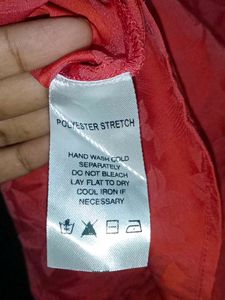 POLYESTER STRETCH
HAND WASH COLD
SEPARATELY
DO NOT BLEACH
LAY FLAT TO DRY
COOL IRON IF
NECESSARY